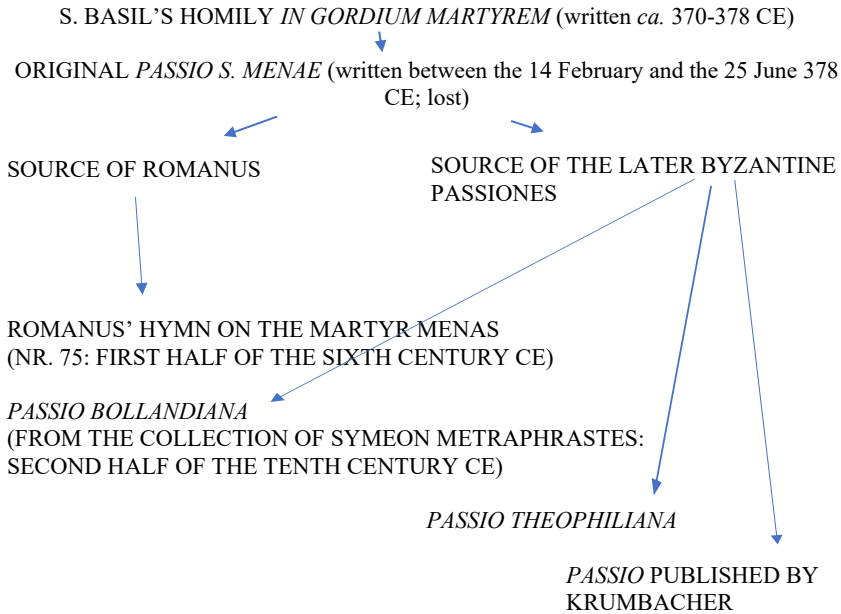 S. BASIL'S HOMILY IN GORDIUM MARTYREM (written ca. 370-378 CE)
ORIGINAL PASSIO S. MENAE (written between the 14 February and the 25 June 378
CE; lost)
SOURCE OF ROMANUS
SOURCE OF THE LATER BYZANTINE
PASSIONES
ROMANUS' HYMN ON THE MARTYR MENAS
(NR. 75: FIRST HALF OF THE SIXTH CENTURY CE)
PASSIO BOLLANDIANA
(FROM THE COLLECTION OF SYMEON METRAPHRASTES:
SECOND HALF OF THE TENTH CENTURY CE)
PASSIO THEOPHILIANA
PASSIO PUBLISHED BY
KRUMBACHER